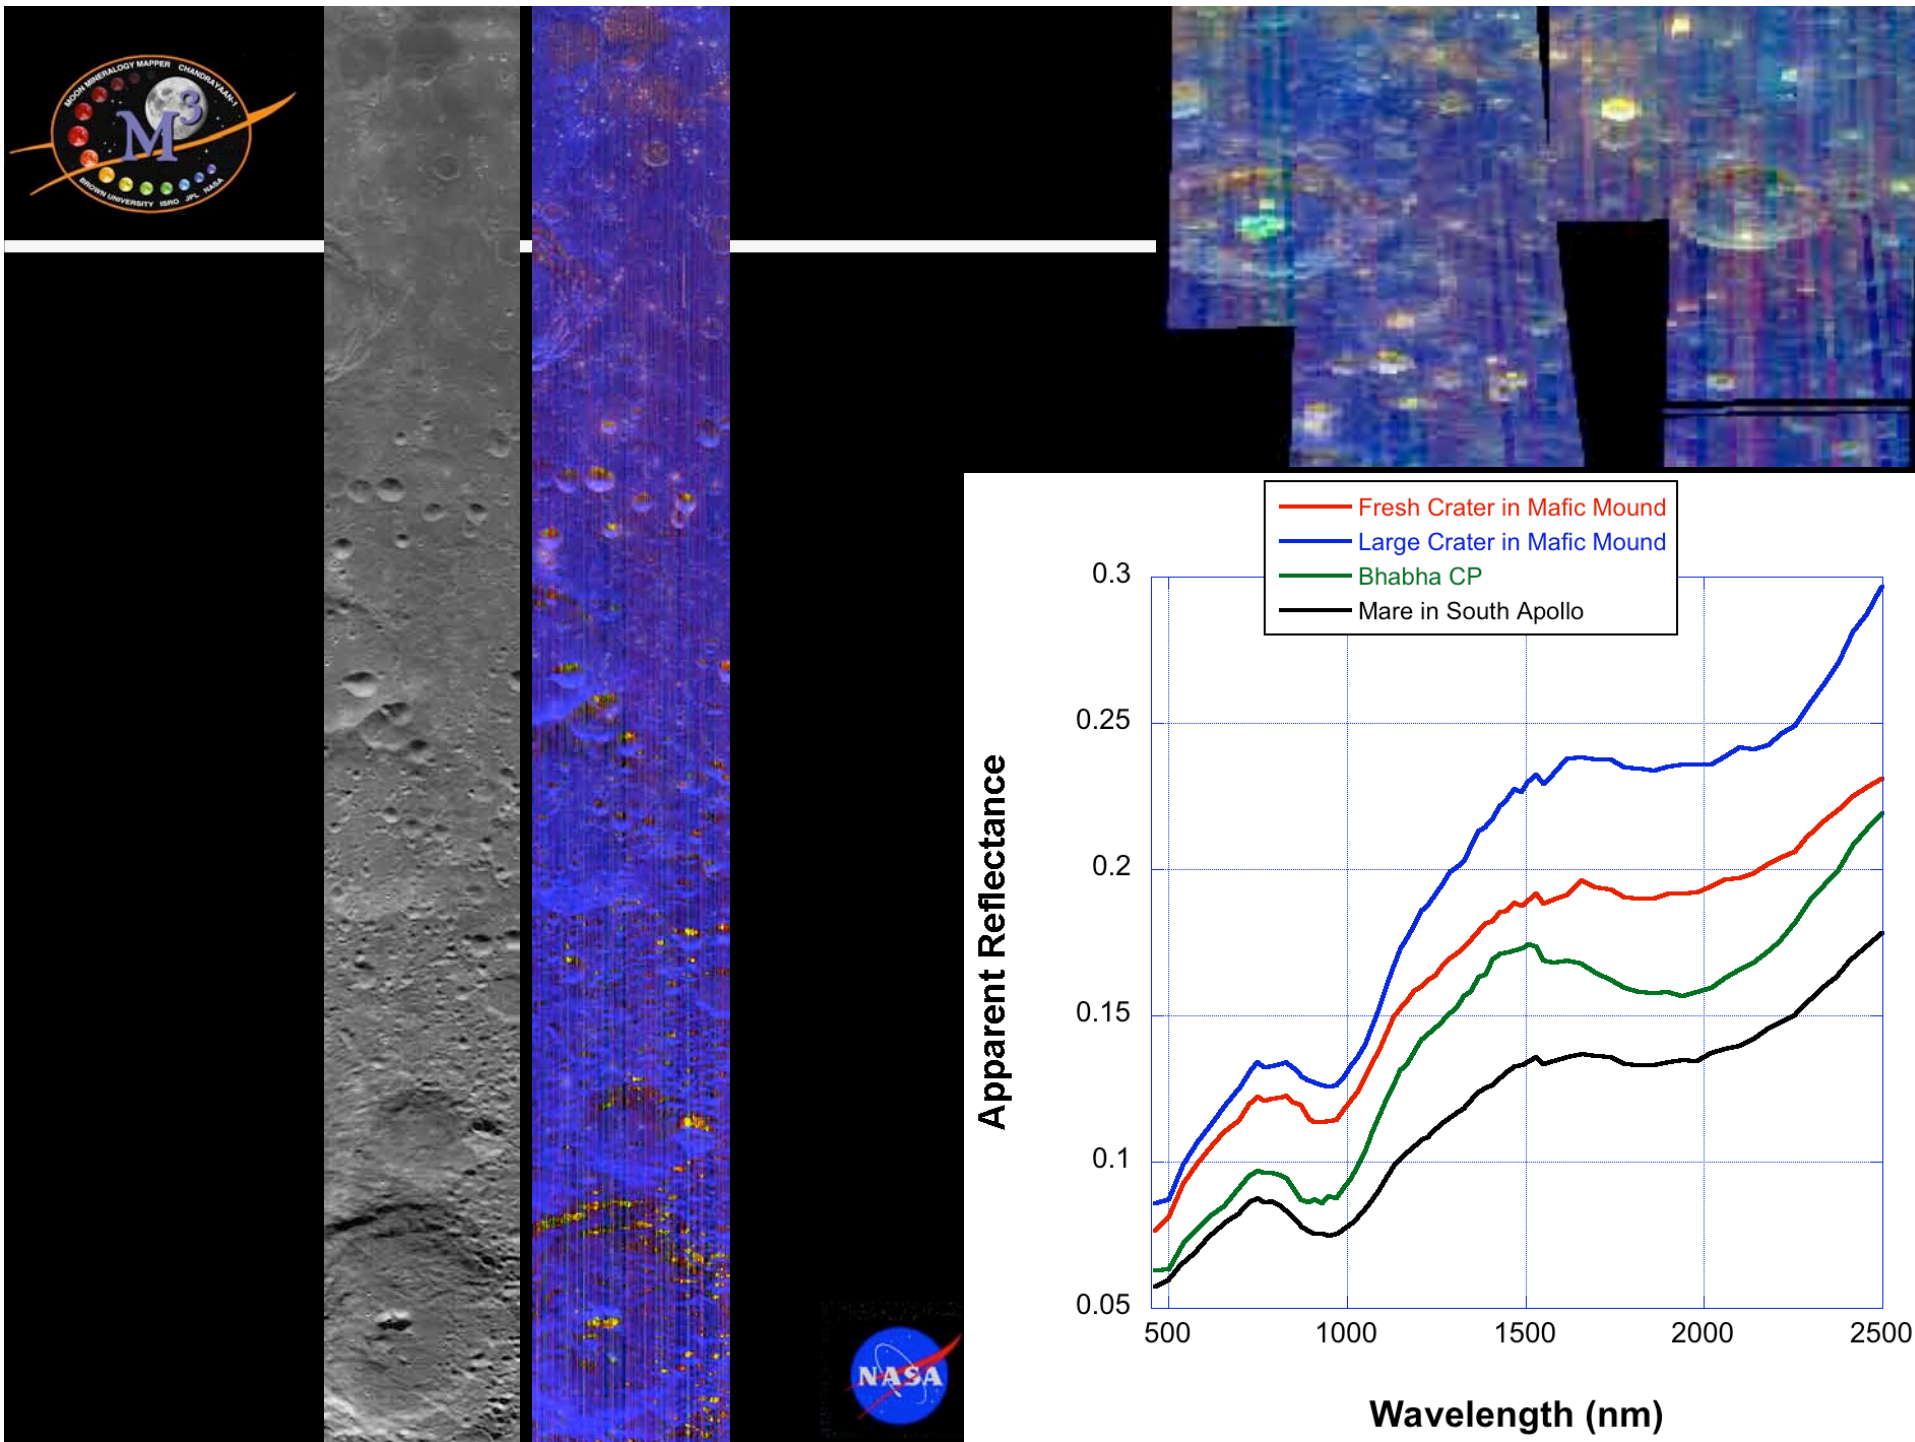 MOON MINERALOGY MAPPER CHANDRAYAAN-1
M3
BROWN UNIVERSITY ISRO JPL NASA
Fresh Crater in Mafic Mound
Large Crater in Mafic Mound
Bhabha CP
Mare in South Apollo
0.3
0.25
0.2
0.15
0.1
0.05
Apparent Reflectance
500 1000 1500 2000 2500
Wavelength (nm)
NASA